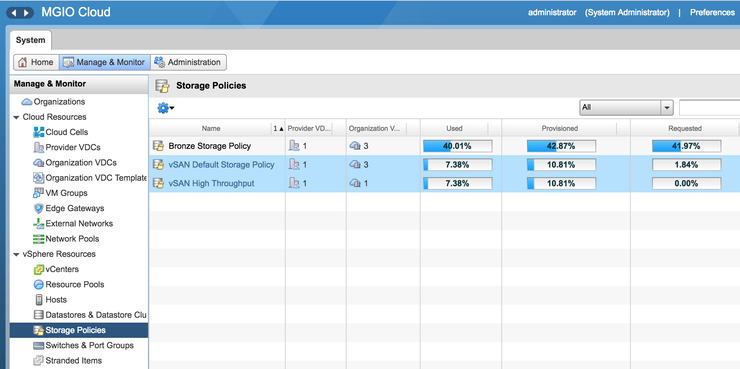 MGIO Cloud
administrator (System Administrator) | Preferences
System
Home Manage & Monitor Administration
Manage & Monitor
Storage Policies
Organizations
Cloud Resources
Cloud Cells
Provider VDCs
Organization VDCs
Organization VDC Template
VM Groups
Edge Gateways
External Networks
Network Pools
vSphere Resources
vCenters
Resource Pools
Hosts
Datastores & Datastore Clu
Storage Policies
Switches & Port Groups
Stranded Items
All
Name 1 ▲ Provider VD... Organization V... Used Provisioned Requested
Bronze Storage Policy 1 3 40.01% 42.87% 41.97%
vSAN Default Storage Policy 1 3 7.38% 10.81% 1.84%
vSAN High Throughput 1 1 7.38% 10.81% 0.00%